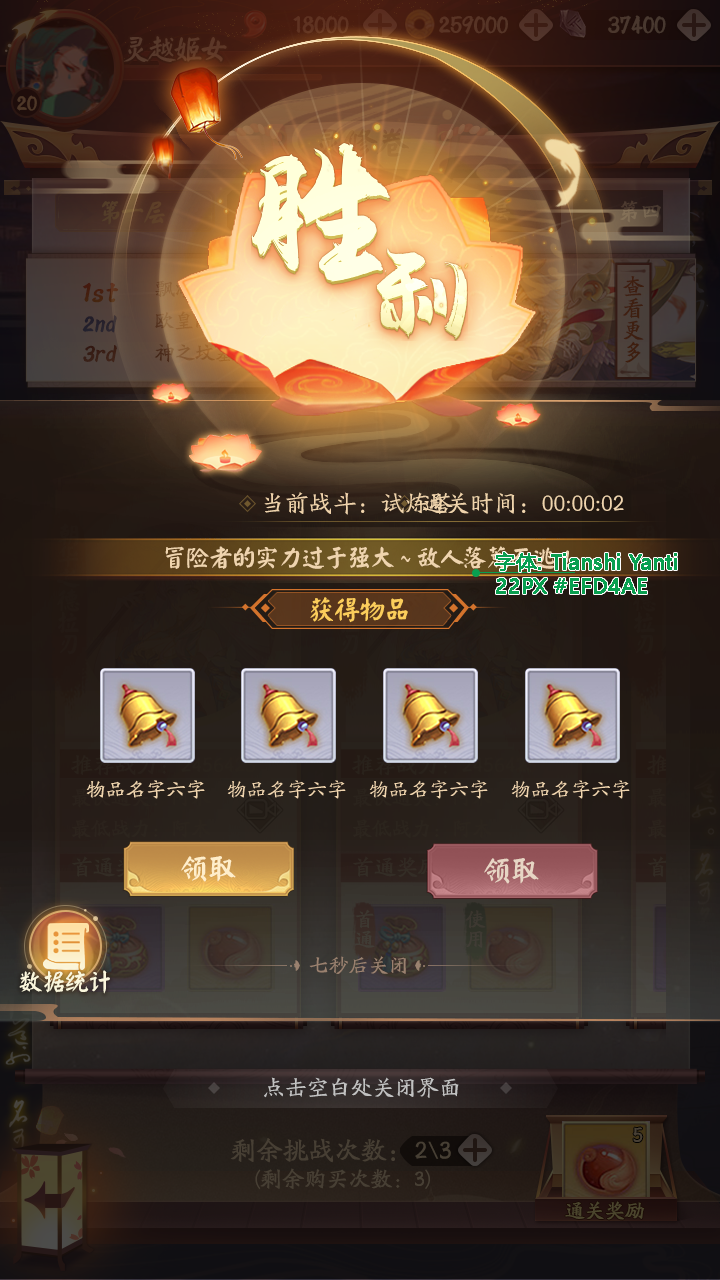 灵越姬女
18000
259000
37400
20
第一层
第四
1st
2nd
3rd
查看更多
胜利
当前战斗：试炼塔
通关时间：00:00:02
冒险者的实力过于强大~敌人落荒而逃!
字体: Tianshi Yanti
22PX #EFD4AE
获得物品
物品名字六字
物品名字六字
物品名字六字
物品名字六字
领取
领取
首通奖
首通
使用
七秒后关闭
数据统计
点击空白处关闭界面
剩余挑战次数: 2\3
(剩余购买次数: 3)
5
通关奖励